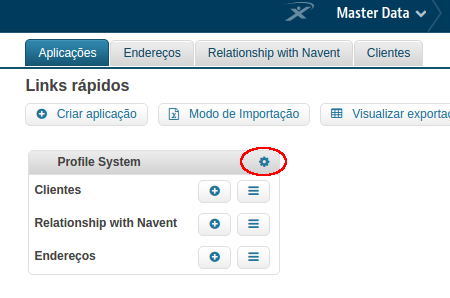 Master Data
Aplicações Endereços Relationship with Navent Clientes
Links rápidos
Criar aplicação Modo de Importação Visualizar exportaç
Profile System
Clientes
Relationship with Navent
Endereços